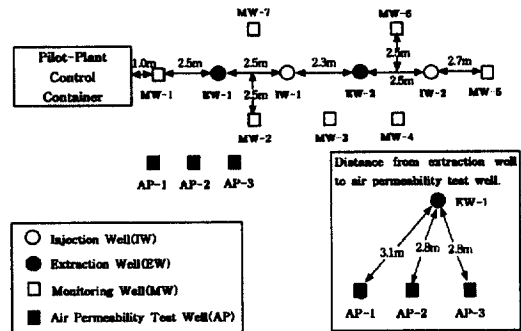 MW-7
MW-6
Pilot-Plant
Control
Container
1.0m
2.5m
2.5m
2.3m
2.5m
2.5m
2.7m
MW-1
EW-1
IW-1
EW-2
IW-2
MW-5
2.5m
MW-2
MW-3
MW-4
AP-1 AP-2 AP-3
Distance from extraction well
to air permeability test well.
EW-1
3.1m
2.8m
2.8m
AP-1
AP-2
AP-3
Injection Well(IW)
Extraction Well(EW)
Monitoring Well(MW)
Air Permeability Test Well(AP)